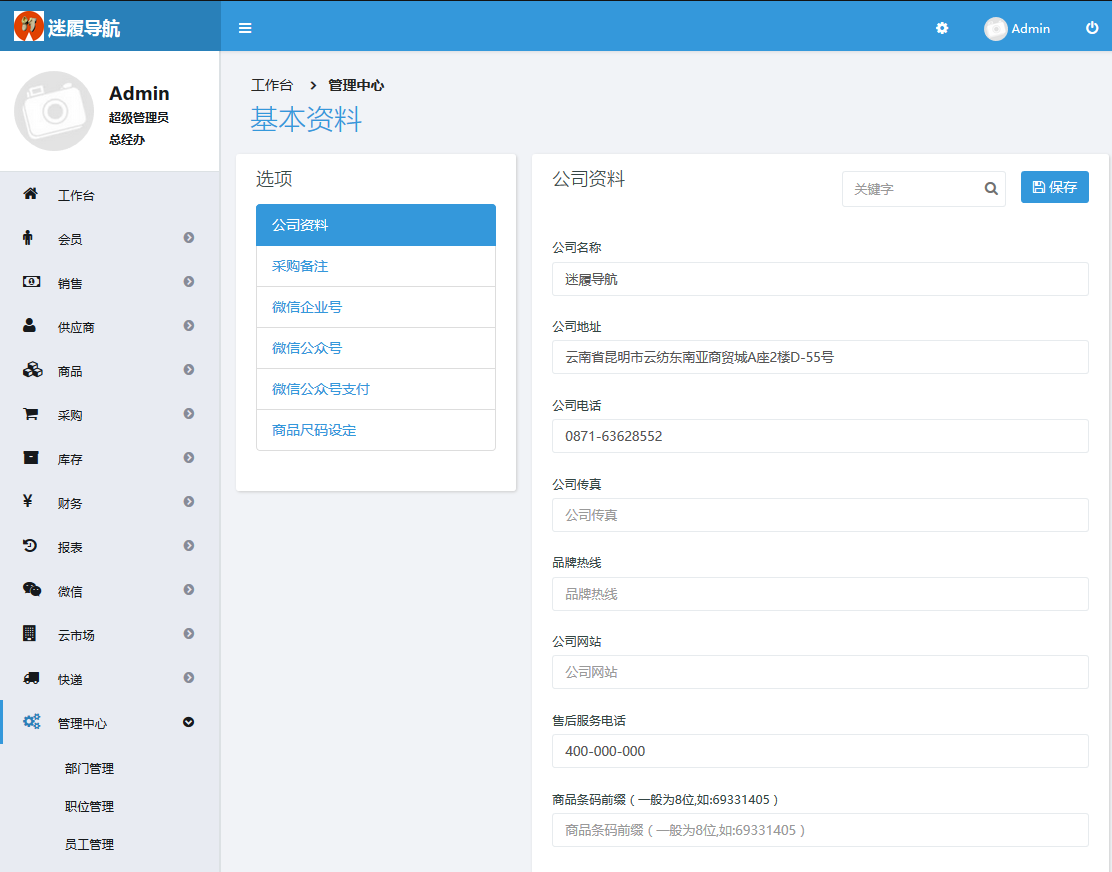 迷履导航
Admin
Admin
超级管理员
总经办
工作台
会员
销售
供应商
商品
采购
库存
财务
报表
微信
云市场
快递
管理中心
部门管理
职位管理
员工管理
工作台 管理中心
基本资料
选项
公司资料
采购备注
微信企业号
微信公众号
微信公众号支付
商品尺码设定
公司资料
关键字
保存
公司名称
迷履导航
公司地址
云南省昆明市云纺东南亚商贸城A座2楼D-55号
公司电话
0871-63628552
公司传真
公司传真
品牌热线
品牌热线
公司网站
公司网站
售后服务电话
400-000-000
商品条码前缀（一般为8位,如:69331405）
商品条码前缀（一般为8位,如:69331405）